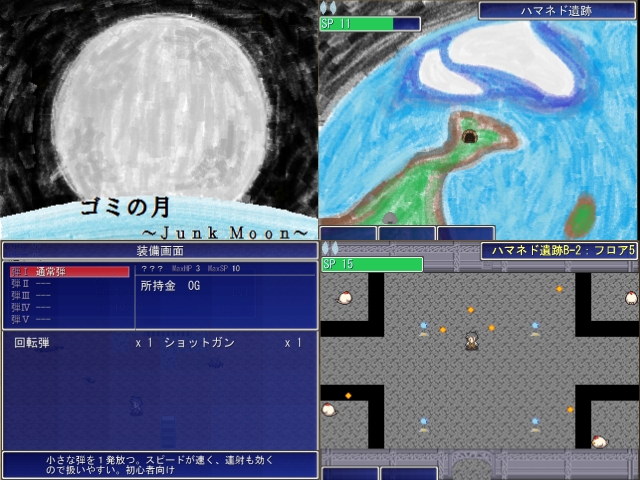 ゴミの月
～Junk Moon～
SP 11
ハマネド遺跡
装備画面
弾Ⅰ 通常弾
弾Ⅱ ---
弾Ⅲ ---
弾Ⅳ ---
弾Ⅴ ---
??? MaxHP 3 MaxSP 10
所持金 0G
回転弾 x 1 ショットガン x 1
小さな弾を１発放つ。スピードが速く、連射も効く
ので扱いやすい。初心者向け
SP 15
ハマネド遺跡B-2：フロア5